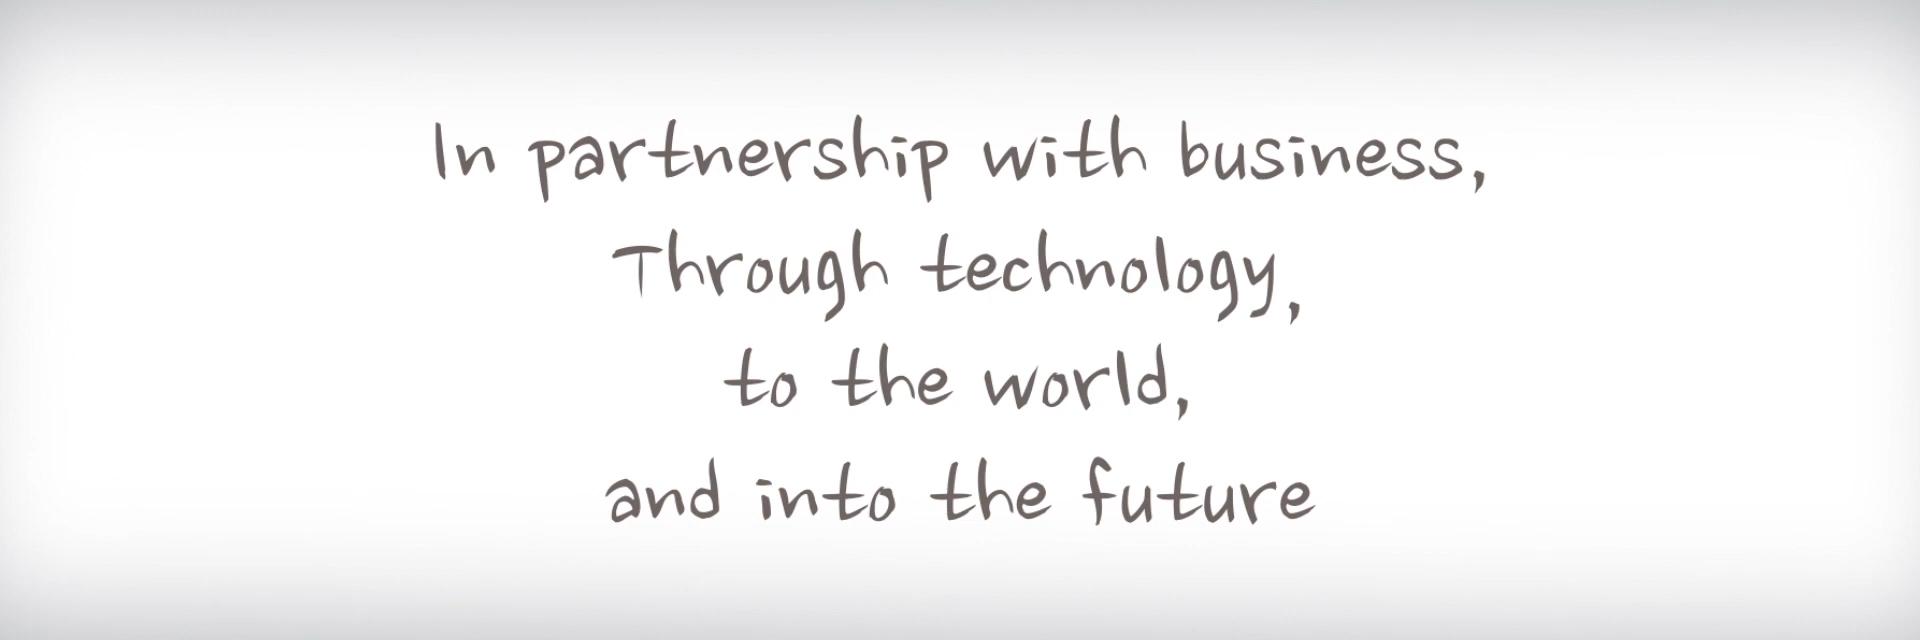 In partnership with business,
Through technology,
to the world,
and into the future